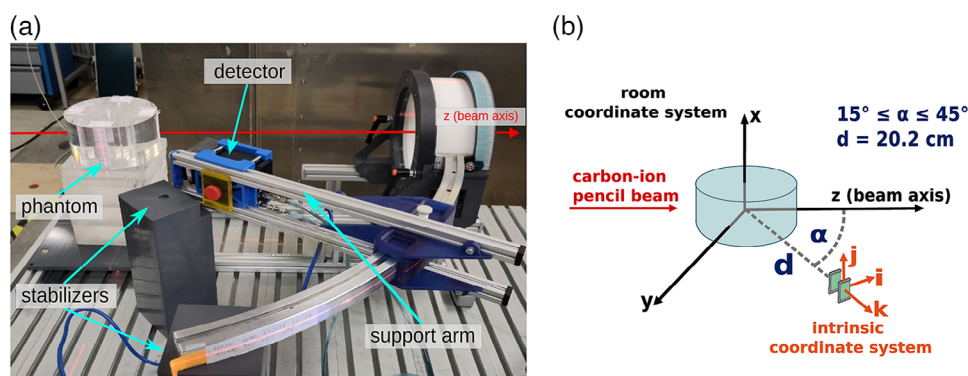 (a)
detector
z (beam axis)
phantom
stabilizers
support arm
(b)
room
coordinate system
x
15° ≤ α ≤ 45°
d = 20.2 cm
carbon-ion
pencil beam
z (beam axis)
α
d
y
j
i
k
intrinsic
coordinate system